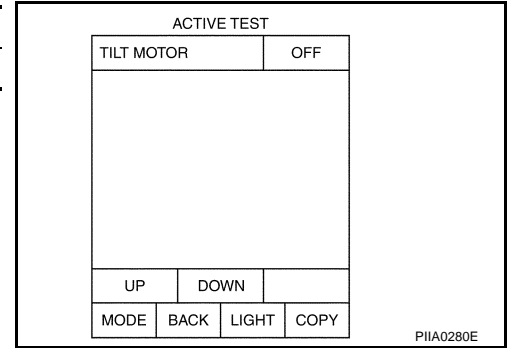 ACTIVE TEST
TILT MOTOR OFF
UP DOWN
MODE BACK LIGHT COPY
PIIA0280E